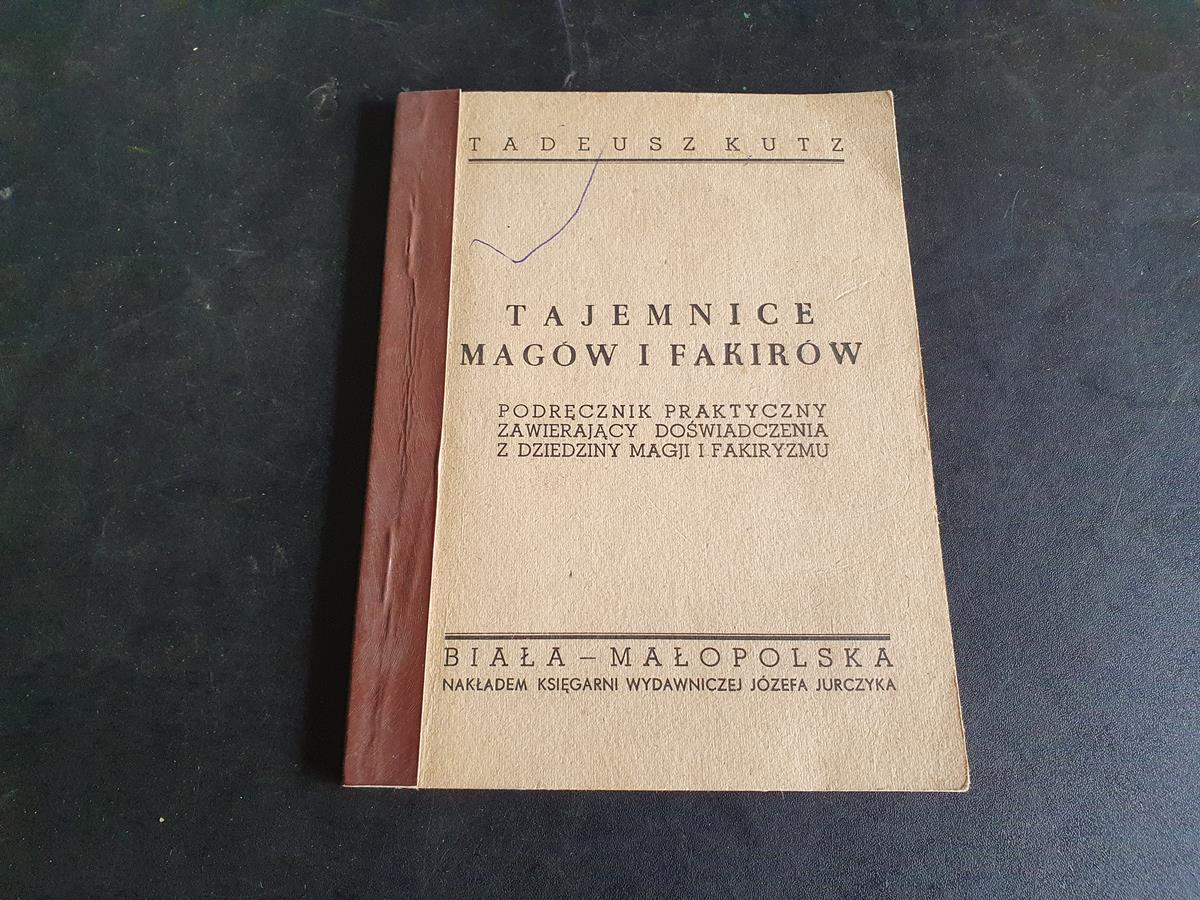 TADEUSZ KUTZ
TAJEMNICE
MAGÓW I FAKIRÓW
PODRĘCZNIK PRAKTYCZNY
ZAWIERAJĄCY DOŚWIADCZENIA
Z DZIEDZINY MAGJI I FAKIRYZMU
BIAŁA – MAŁOPOLSKA
NAKŁADEM KSIĘGARNI WYDAWNICZEJ JÓZEFA JURCZYKA